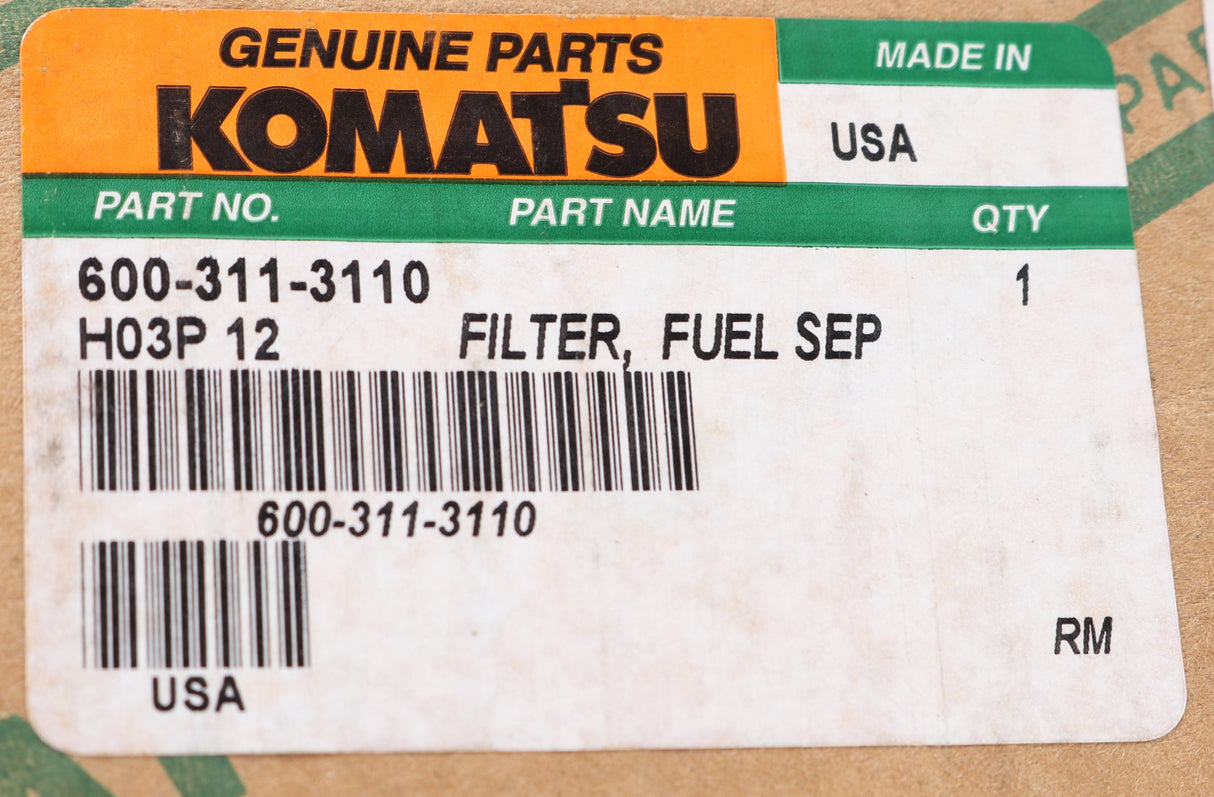 GENUINE PARTS
KOMATSU
MADE IN
USA
PART NO. PART NAME QTY
600-311-3110 1
H03P 12 FILTER, FUEL SEP
600-311-3110
USA
RM
PA